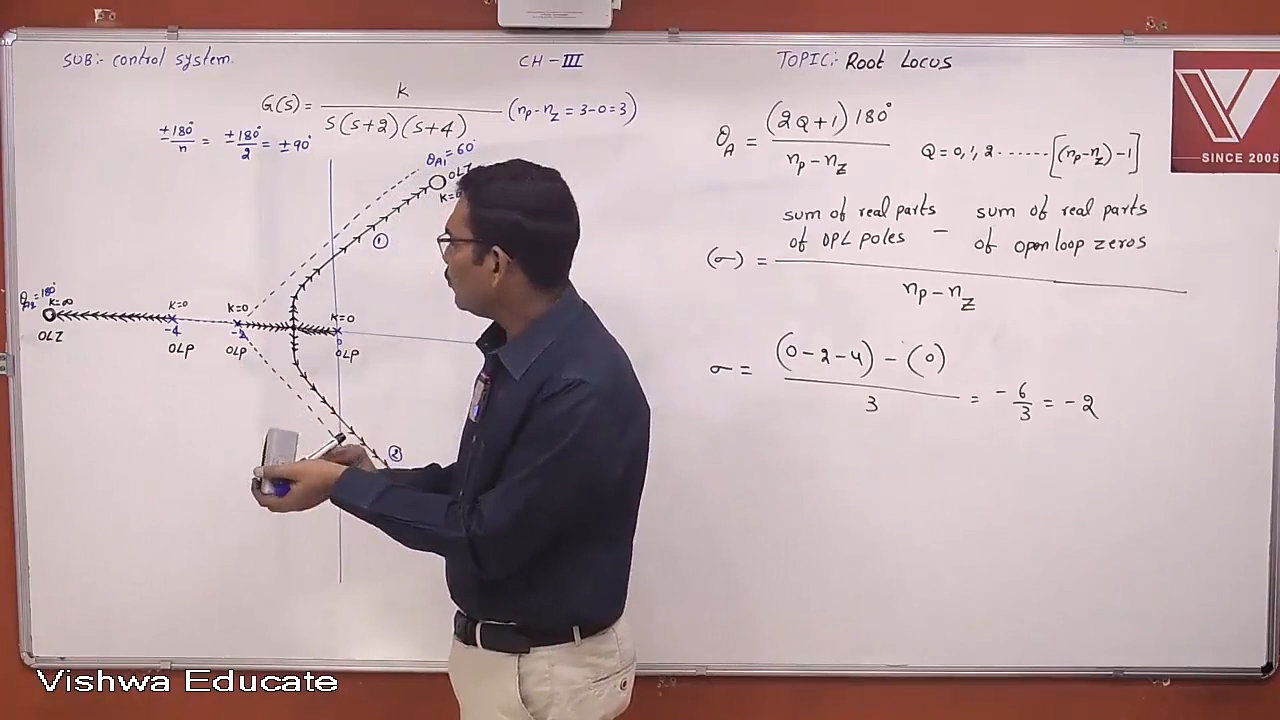 SUB:- control system.
CH - III
TOPIC: Root Locus
G(S) = K / S(S+2)(S+4) (np - nz = 3-0 = 3)
±180° / n = ±180° / 2 = ±90°
θA1 = 60°
OLZ
①
θA2 = 180°
K=∞
K=0
K=0
K=0
-4
-2
0
OLZ
OLP
OLP
OLP
②
θA = (2Q+1) 180° / nP - nZ
Q = 0, 1, 2 ....... [(nP - nZ) - 1]
(σ) = sum of real parts of OPL poles - sum of real parts of open loop zeros / nP - nZ
σ = (0 - 2 - 4) - (0) / 3 = - 6/3 = - 2
V
SINCE 2005
Vishwa Educate